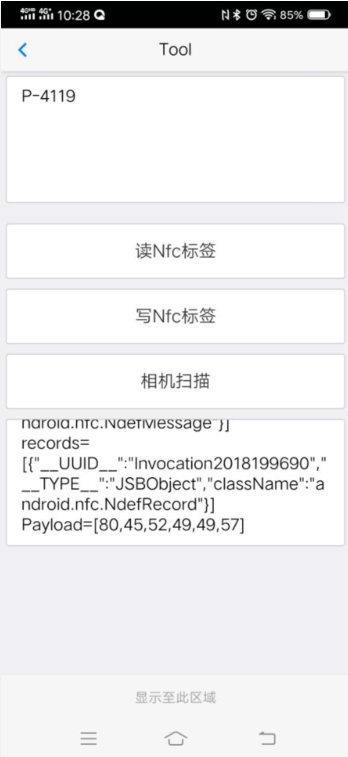 10:28
85%
Tool
P-4119
读Nfc标签
写Nfc标签
相机扫描
ndroid.nfc.NdefMessage"}]
records=
[{"__UUID__":"Invocation2018199690","
__TYPE__":"JSBObject","className":"a
ndroid.nfc.NdefRecord"}]
Payload=[80,45,52,49,49,57]
显示至此区域